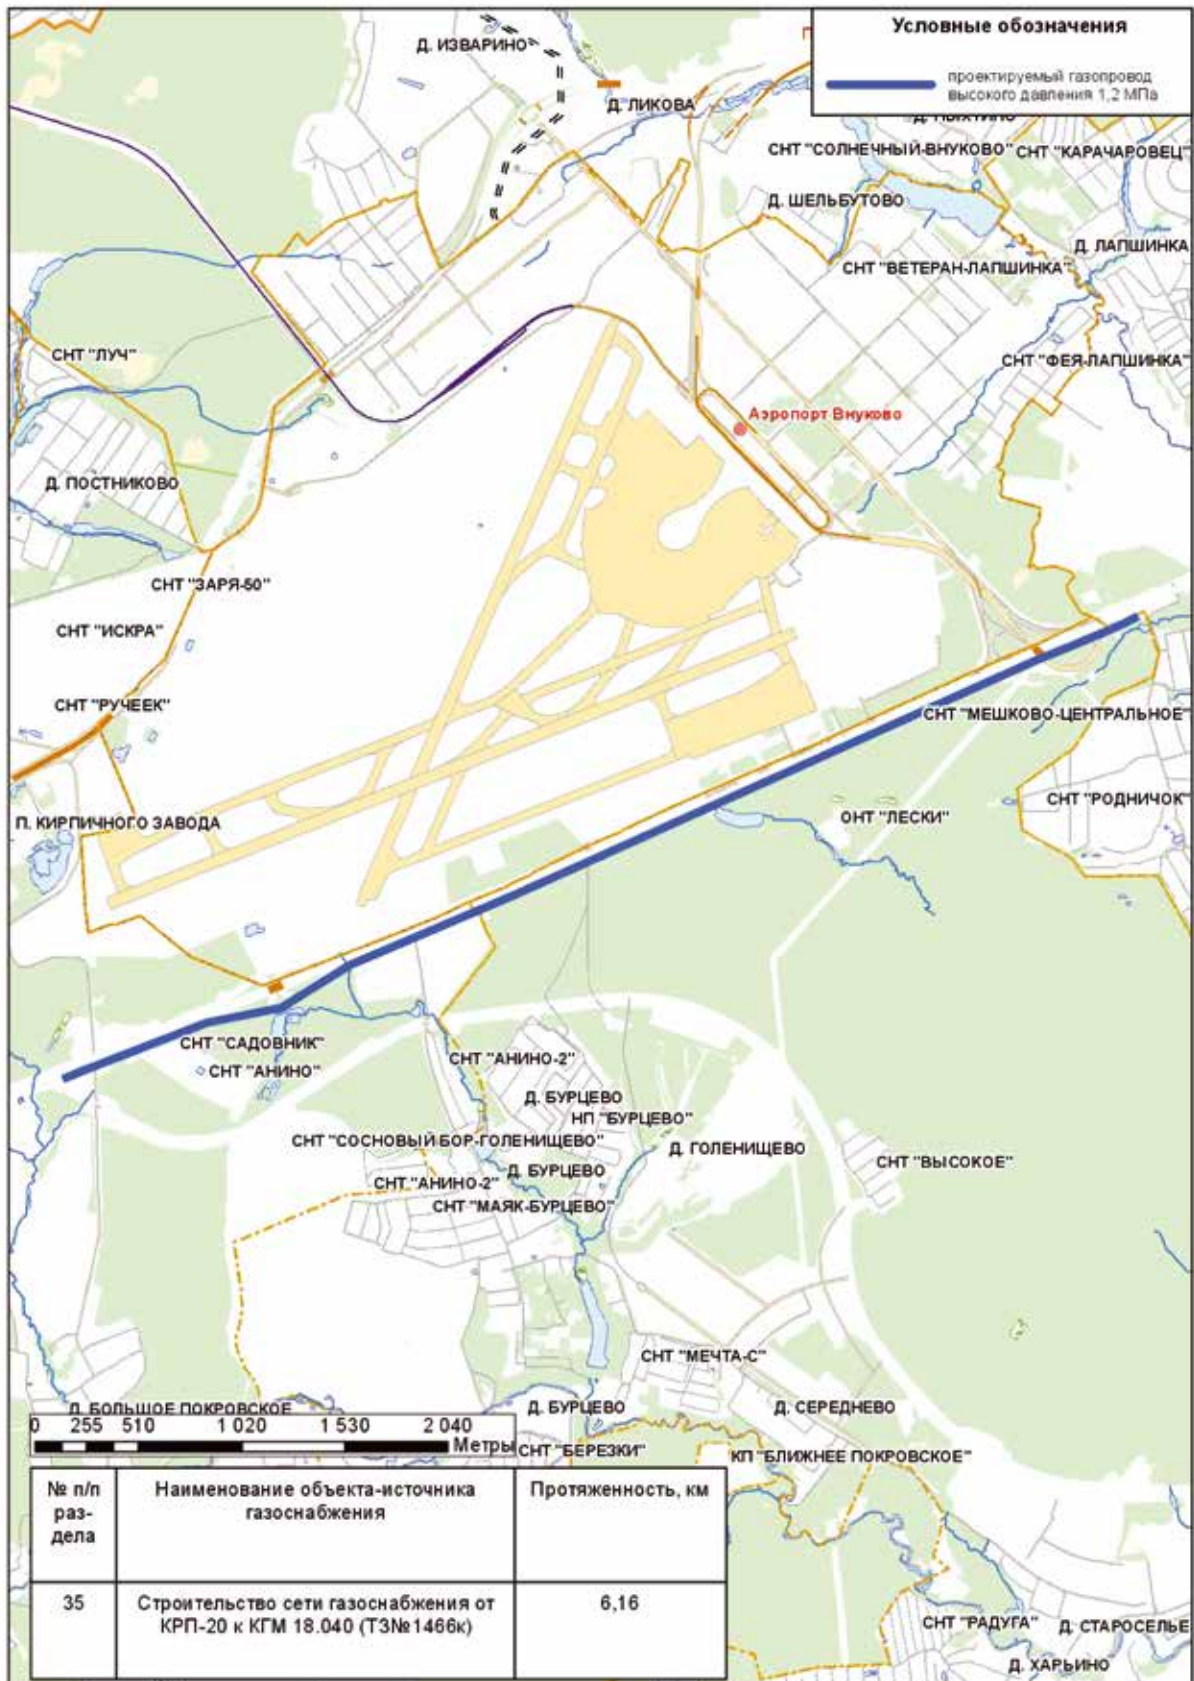 Условные обозначения
проектируемый газопровод
высокого давления 1,2 МПа
Д. ИЗВАРИНО
Д. ЛИКОВА
СНТ "СОЛНЕЧНЫЙ-ВНУКОВО"
СНТ "КАРАЧАРОВЕЦ"
Д. ШЕЛЬБУТОВО
Д. ЛАПШИНКА
СНТ "ВЕТЕРАН-ЛАПШИНКА"
СНТ "ЛУЧ"
СНТ "ФЕЯ-ЛАПШИНКА"
Аэропорт Внуково
Д. ПОСТНИКОВО
СНТ "ЗАРЯ-50"
СНТ "ИСКРА"
СНТ "РУЧЕЕК"
СНТ "МЕШКОВО-ЦЕНТРАЛЬНОЕ"
СНТ "РОДНИЧОК"
П. КИРПИЧНОГО ЗАВОДА
ОНТ "ЛЕСКИ"
СНТ "САДОВНИК"
СНТ "АНИНО"
СНТ "АНИНО-2"
Д. БУРЦЕВО
НП "БУРЦЕВО"
СНТ "СОСНОВЫЙ БОР-ГОЛЕНИЩЕВО"
Д. ГОЛЕНИЩЕВО
СНТ "ВЫСОКОЕ"
Д. БУРЦЕВО
СНТ "АНИНО-2"
СНТ "МАЯК-БУРЦЕВО"
СНТ "МЕЧТА-С"
Д. БОЛЬШОЕ ПОКРОВСКОЕ
Д. БУРЦЕВО
Д. СЕРЕДНЕВО
0 255 510 1 020 1 530 2 040
Метры
СНТ "БЕРЕЗКИ"
КП "БЛИЖНЕЕ ПОКРОВСКОЕ"
№ п/п
раз-
дела
Наименование объекта-источника
газоснабжения
Протяженность, км
35
Строительство сети газоснабжения от
КРП-20 к КГМ 18.040 (ТЗ№1466к)
6,16
СНТ "РАДУГА"
Д. СТАРОСЕЛЬЕ
Д. ХАРЬИНО